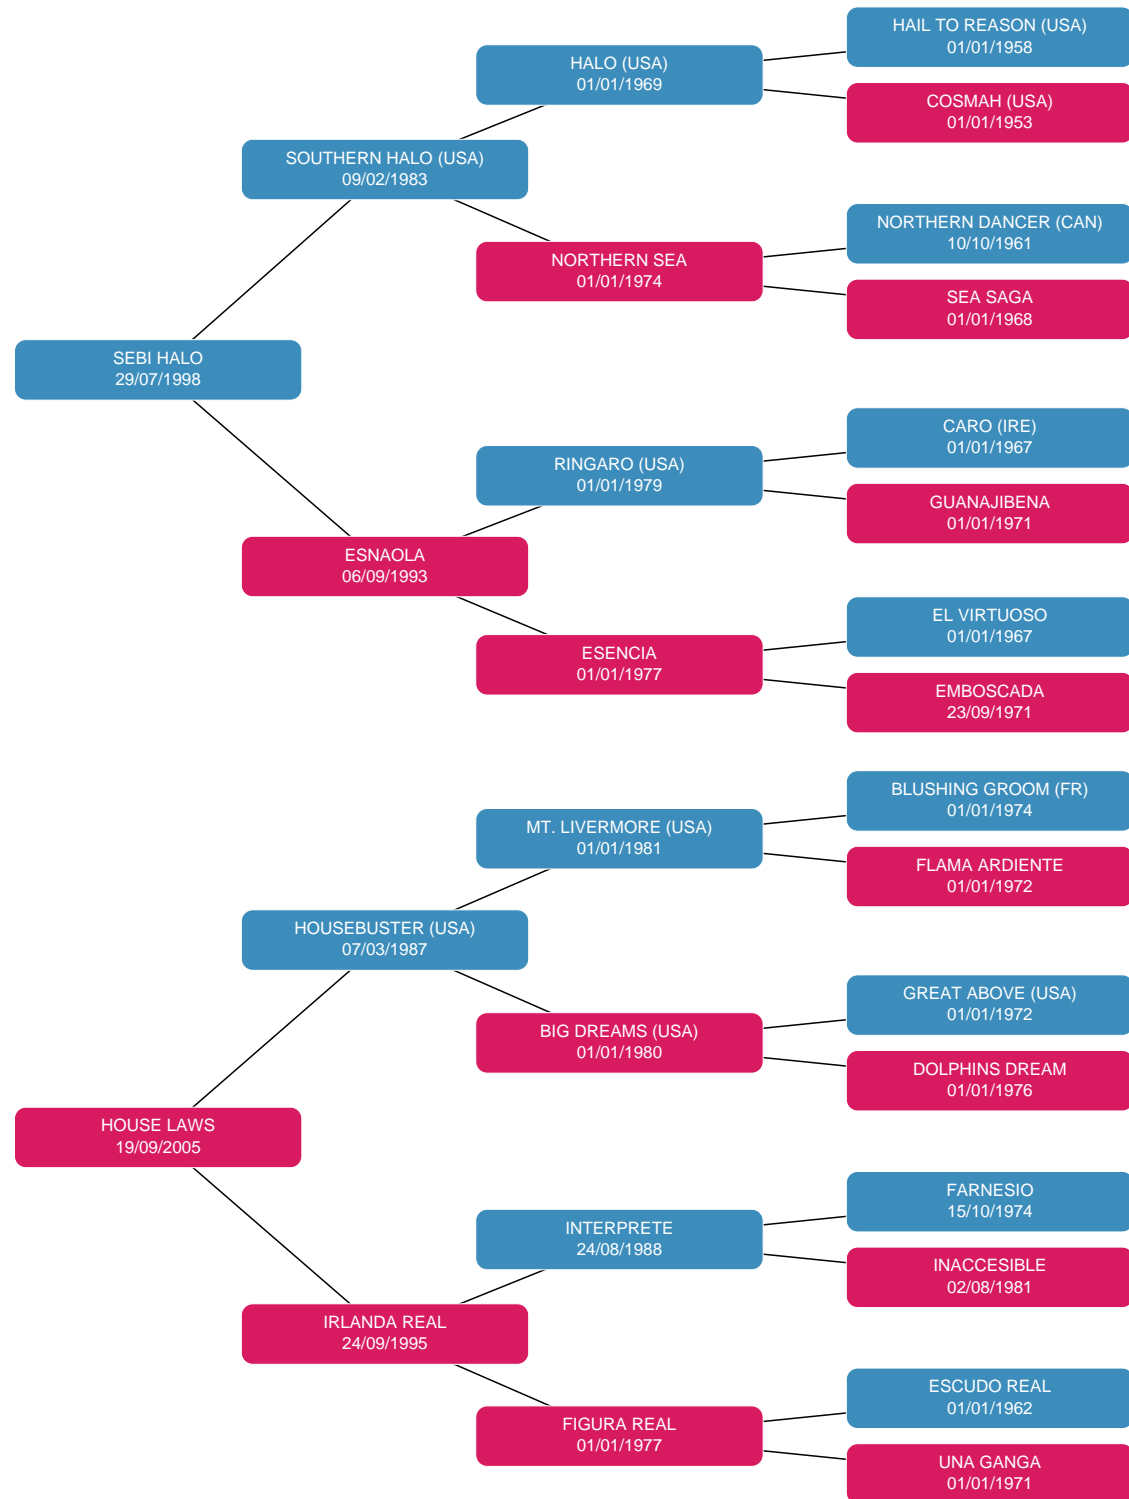 HAIL TO REASON (USA)
01/01/1958
HALO (USA)
01/01/1969
COSMAH (USA)
01/01/1953
SOUTHERN HALO (USA)
09/02/1983
NORTHERN DANCER (CAN)
10/10/1961
NORTHERN SEA
01/01/1974
SEA SAGA
01/01/1968
SEBI HALO
29/07/1998
CARO (IRE)
01/01/1967
RINGARO (USA)
01/01/1979
GUANAJIBENA
01/01/1971
ESNAOLA
06/09/1993
EL VIRTUOSO
01/01/1967
ESENCIA
01/01/1977
EMBOSCADA
23/09/1971
BLUSHING GROOM (FR)
01/01/1974
MT. LIVERMORE (USA)
01/01/1981
FLAMA ARDIENTE
01/01/1972
HOUSEBUSTER (USA)
07/03/1987
GREAT ABOVE (USA)
01/01/1972
BIG DREAMS (USA)
01/01/1980
DOLPHINS DREAM
01/01/1976
HOUSE LAWS
19/09/2005
FARNESIO
15/10/1974
INTERPRETE
24/08/1988
INACCESIBLE
02/08/1981
IRLANDA REAL
24/09/1995
ESCUDO REAL
01/01/1962
FIGURA REAL
01/01/1977
UNA GANGA
01/01/1971